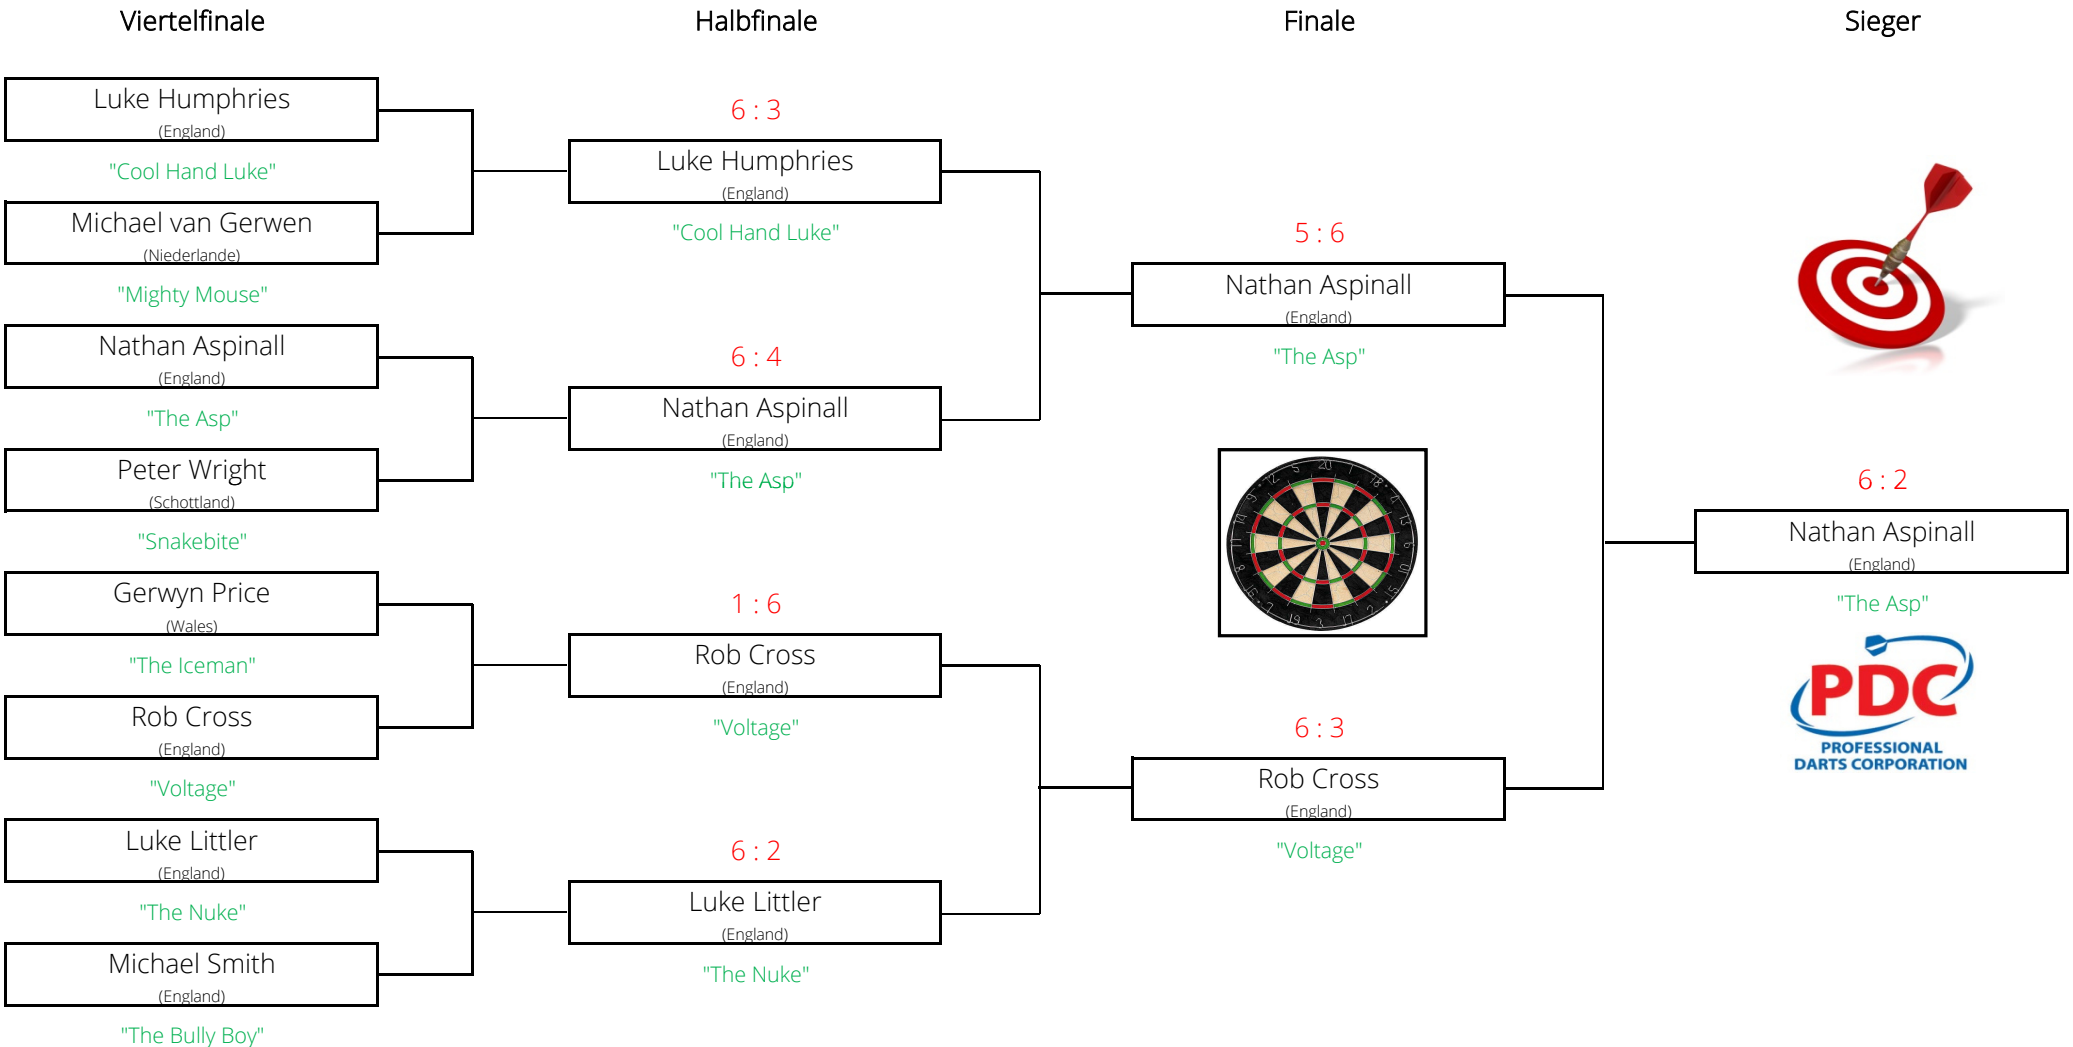 Viertelfinale
Halbfinale
Finale
Sieger
Luke Humphries
(England)
"Cool Hand Luke"
Michael van Gerwen
(Niederlande)
"Mighty Mouse"
Nathan Aspinall
(England)
"The Asp"
Peter Wright
(Schottland)
"Snakebite"
Gerwyn Price
(Wales)
"The Iceman"
Rob Cross
(England)
"Voltage"
Luke Littler
(England)
"The Nuke"
Michael Smith
(England)
"The Bully Boy"
6 : 3
Luke Humphries
(England)
"Cool Hand Luke"
6 : 4
Nathan Aspinall
(England)
"The Asp"
1 : 6
Rob Cross
(England)
"Voltage"
6 : 2
Luke Littler
(England)
"The Nuke"
5 : 6
Nathan Aspinall
(England)
"The Asp"
6 : 3
Rob Cross
(England)
"Voltage"
6 : 2
Nathan Aspinall
(England)
"The Asp"
PDC
PROFESSIONAL
DARTS CORPORATION